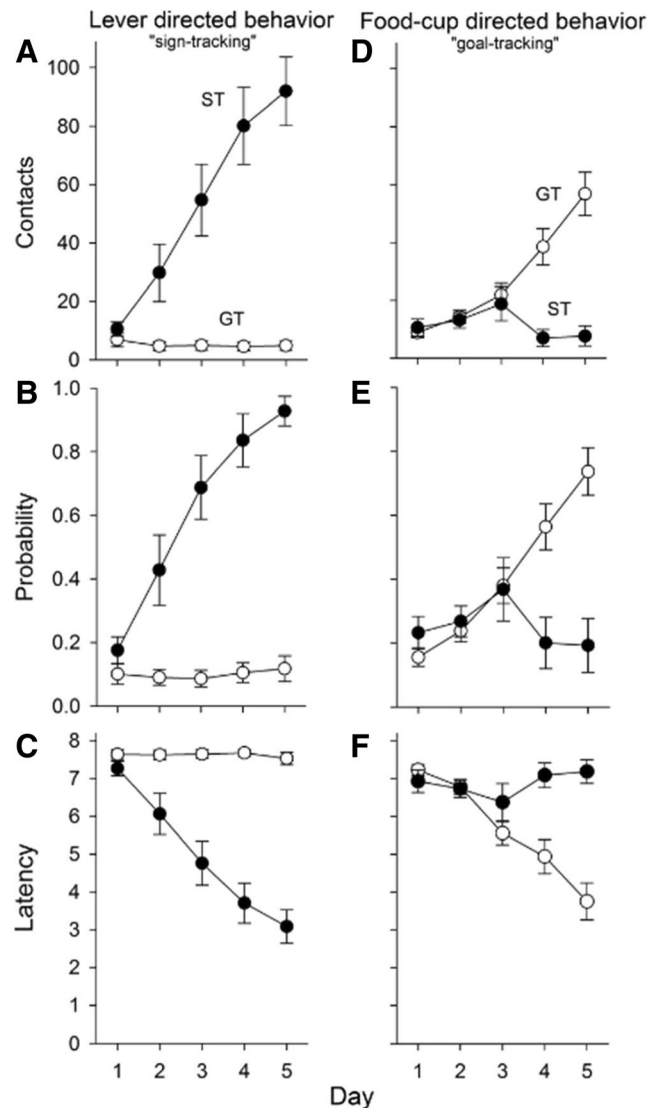 Lever directed behavior
"sign-tracking"
Food-cup directed behavior
"goal-tracking"
A
Contacts
100
80
60
40
20
0
ST
GT
D
GT
ST
B
Probability
1.0
0.8
0.6
0.4
0.2
0.0
E
C
Latency
8
7
6
5
4
3
2
1
0
F
1 2 3 4 5
1 2 3 4 5
Day